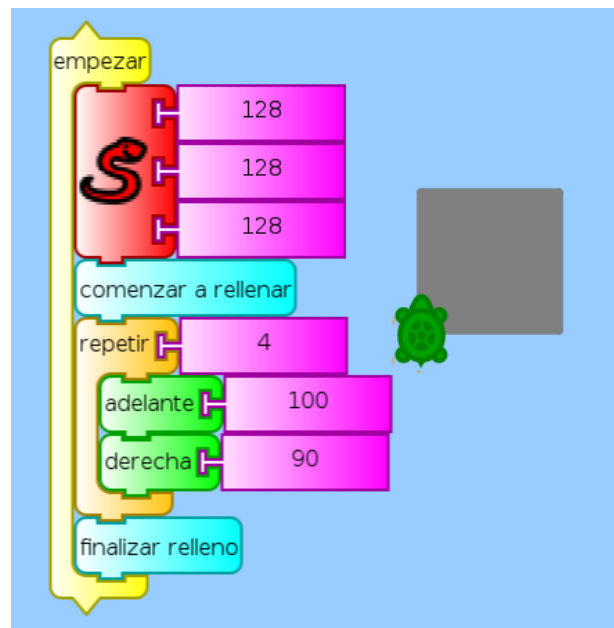 empezar
128
128
128
comenzar a rellenar
repetir 4
adelante 100
derecha 90
finalizar relleno